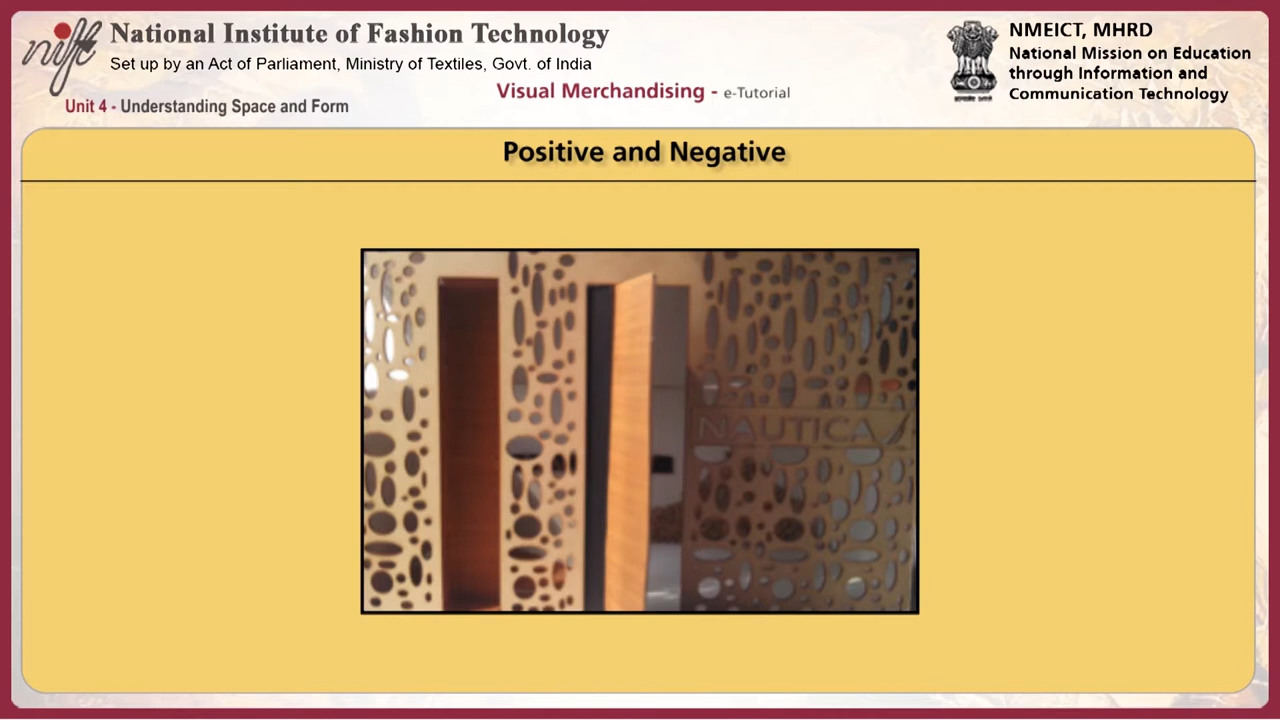 nift
National Institute of Fashion Technology
Set up by an Act of Parliament, Ministry of Textiles, Govt. of India
Unit 4 - Understanding Space and Form
Visual Merchandising - e-Tutorial
NMEICT, MHRD
National Mission on Education
through Information and
Communication Technology
Positive and Negative
NAUTICA